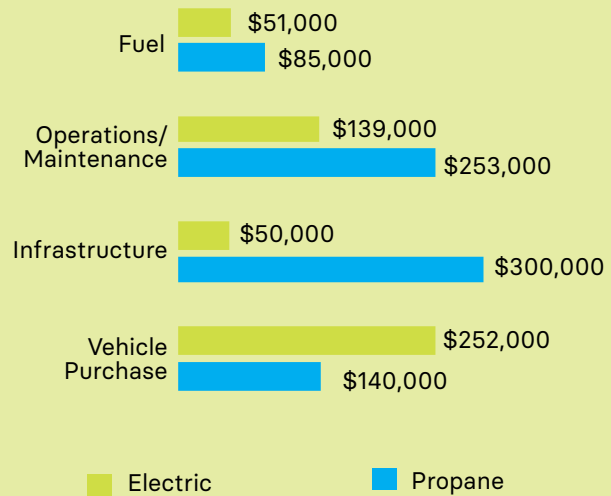 Fuel
$51,000
$85,000
Operations/
Maintenance
$139,000
$253,000
Infrastructure
$50,000
$300,000
Vehicle
Purchase
$252,000
$140,000
Electric
Propane